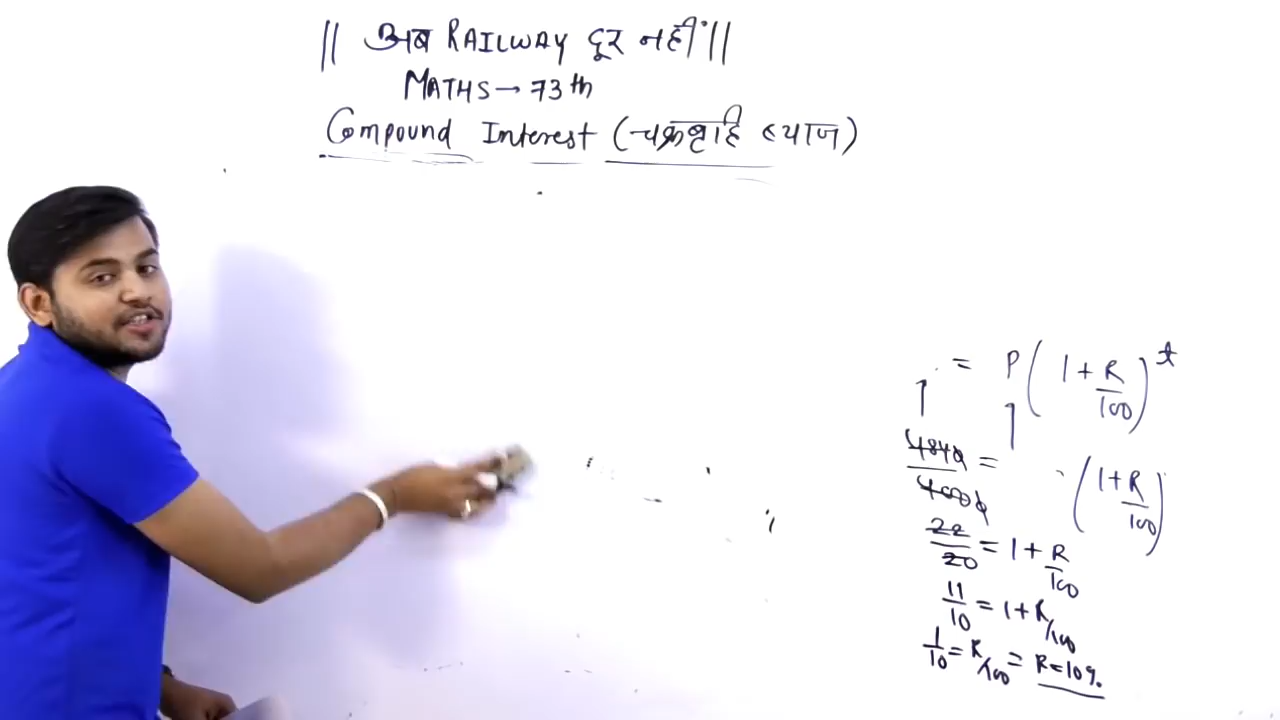 || अब RAILWAY दूर नहीं ||
MATHS → 73th
Compound Interest (चक्रवृद्धि ब्याज)
= P(1+R/100)^t
4840/4000 = (1+R/100)
22/20 = 1+R/100
11/10 = 1+R/100
1/10 = R/100 = R=10%